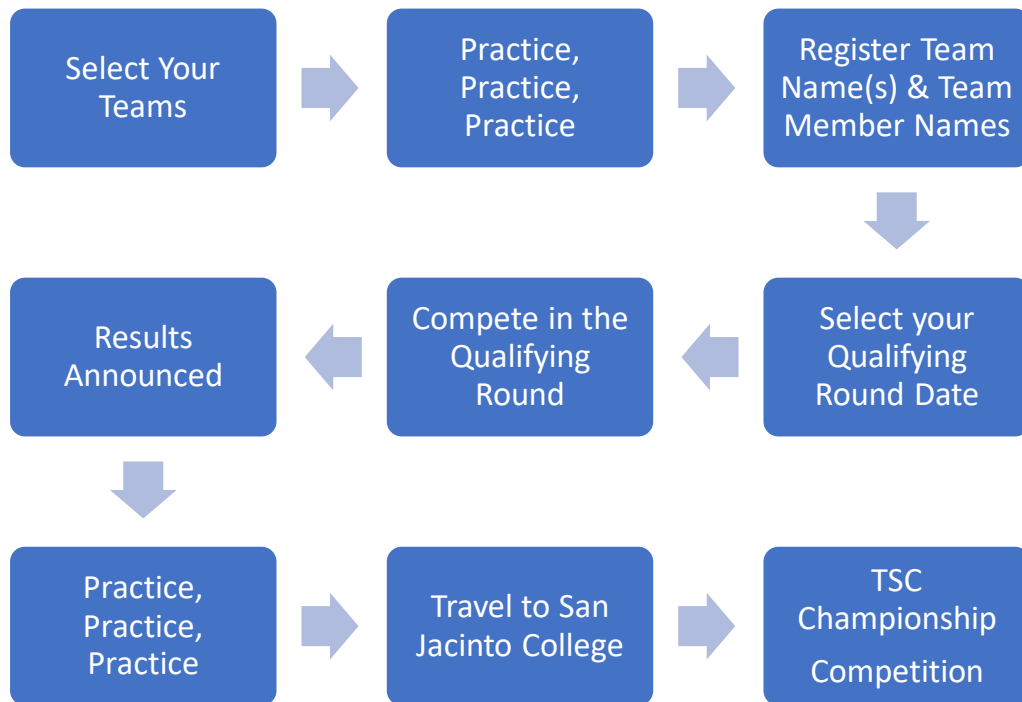 Select Your
Teams
Practice,
Practice,
Practice
Register Team
Name(s) & Team
Member Names
Select your
Qualifying
Round Date
Compete in the
Qualifying
Round
Results
Announced
Practice,
Practice,
Practice
Travel to San
Jacinto College
TSC
Championship
Competition